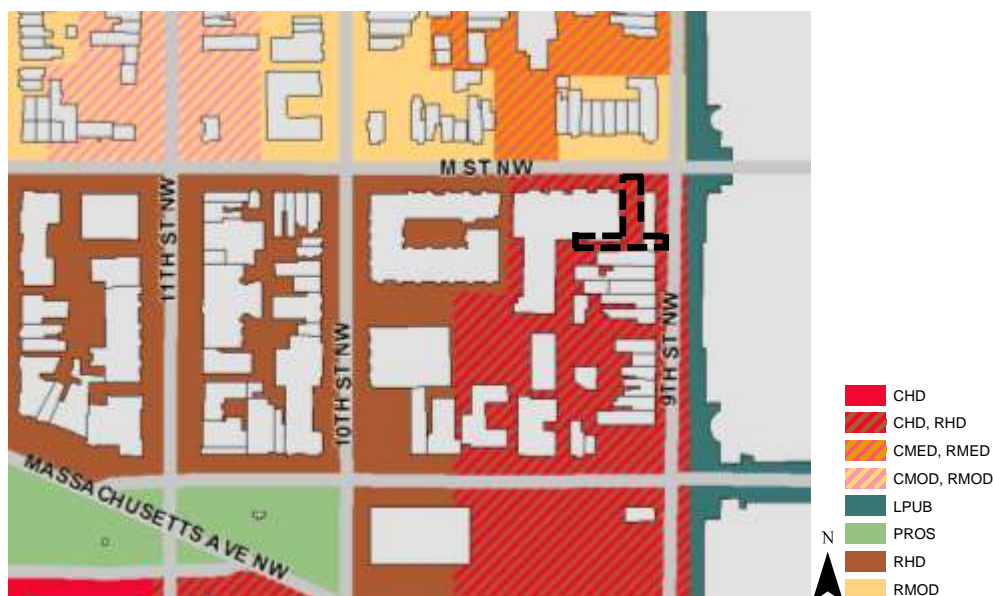 M ST NW
11TH ST NW
10TH ST NW
9TH ST NW
MASSACHUSETTS AVE NW
CHD
CHD, RHD
CMED, RMED
CMOD, RMOD
LPUB
PROS
RHD
RMOD
N